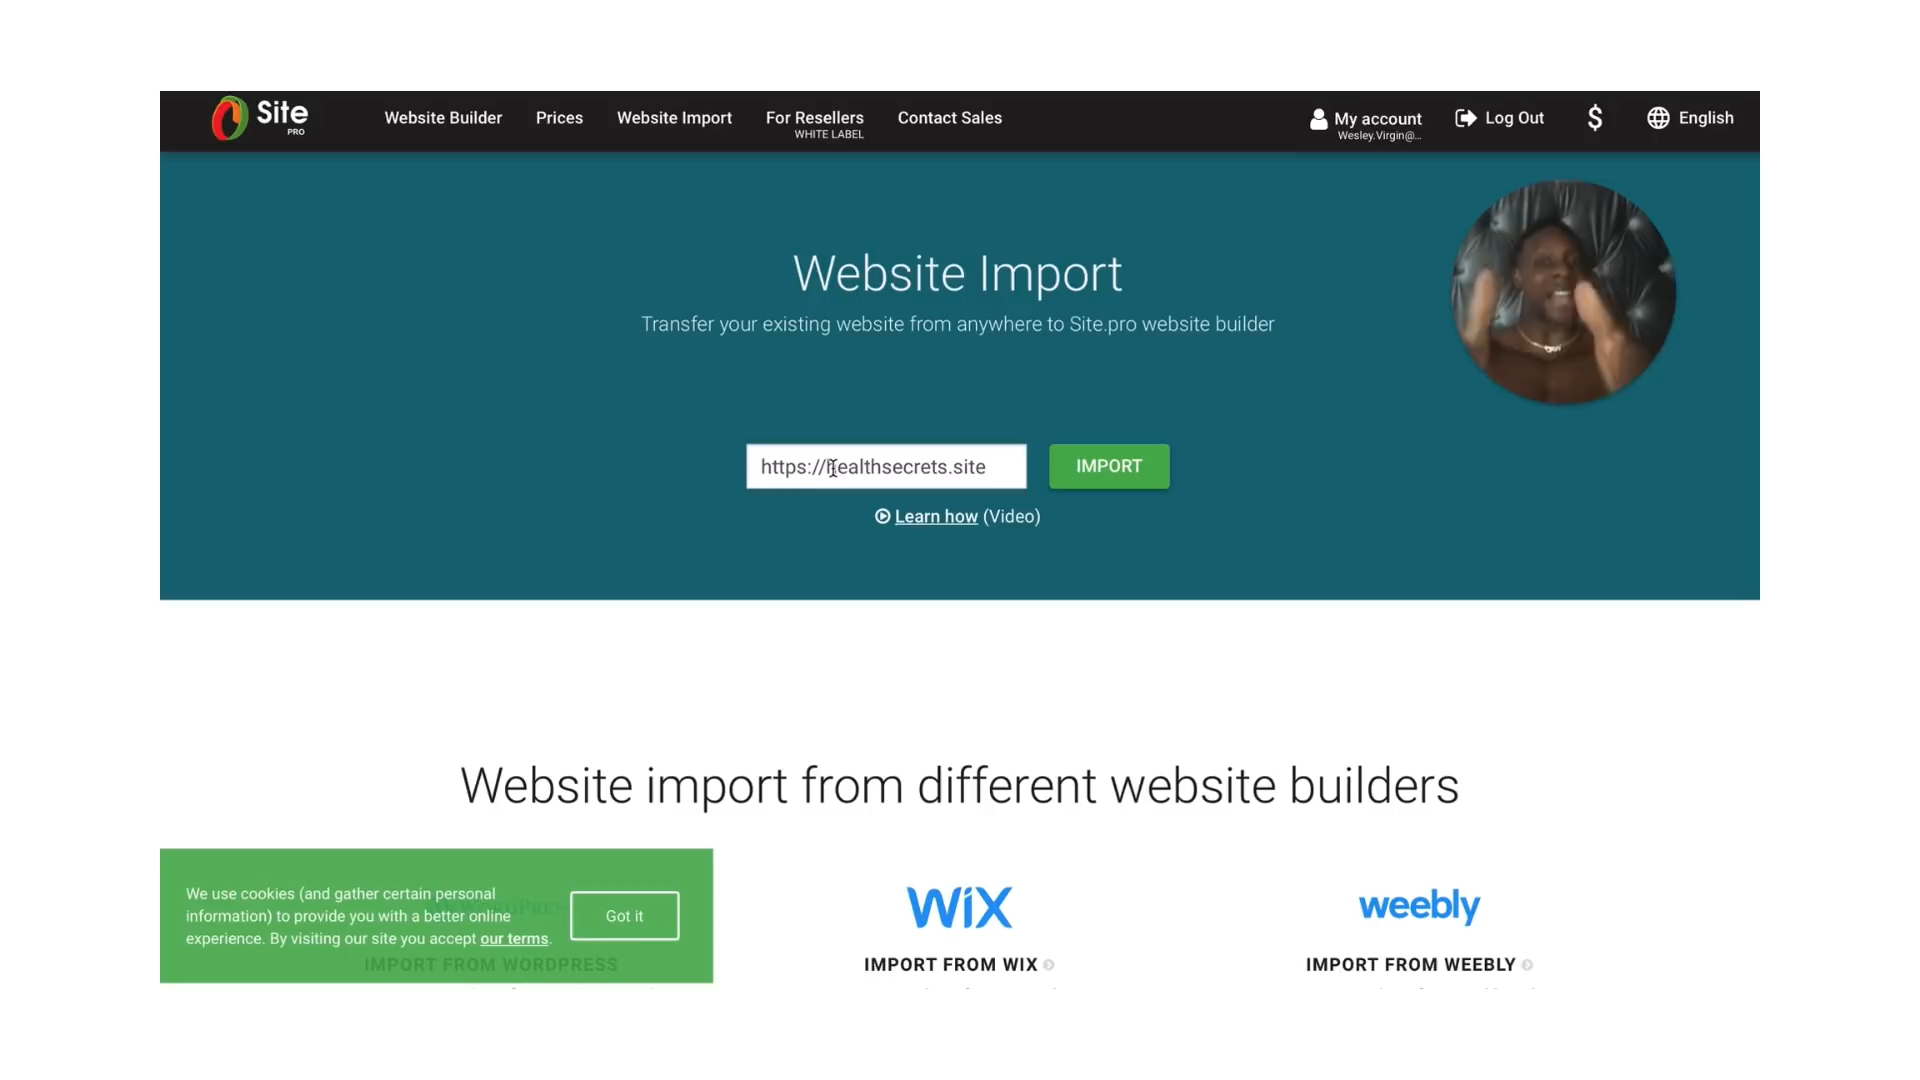 Site
PRO
Website Builder
Prices
Website Import
For Resellers
WHITE LABEL
Contact Sales
My account
Wesley.Virgin@...
Log Out
$
English
Website Import
Transfer your existing website from anywhere to Site.pro website builder
https://healthsecrets.site
IMPORT
Learn how (Video)
Website import from different website builders
We use cookies (and gather certain personal
information) to provide you with a better online
experience. By visiting our site you accept our terms.
Got it
IMPORT FROM WORDPRESS
WiX
IMPORT FROM WIX
weebly
IMPORT FROM WEEBLY